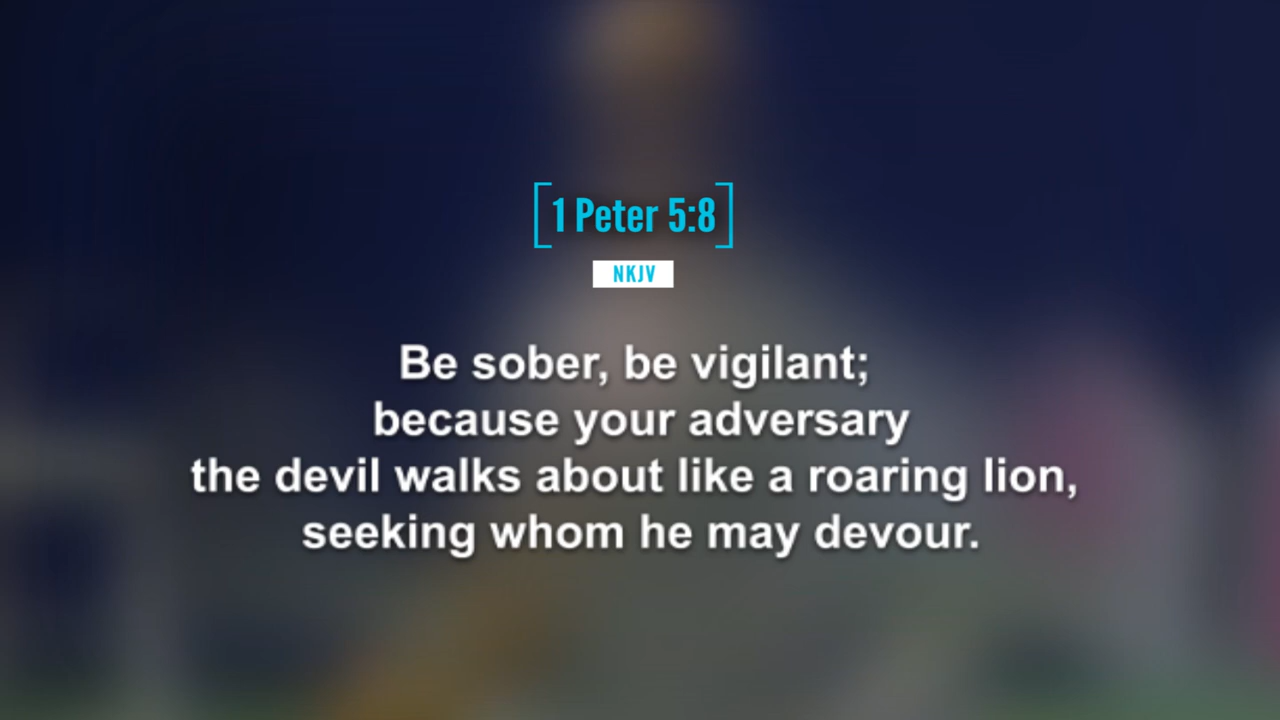 [1 Peter 5:8]
NKJV
Be sober, be vigilant;
because your adversary
the devil walks about like a roaring lion,
seeking whom he may devour.